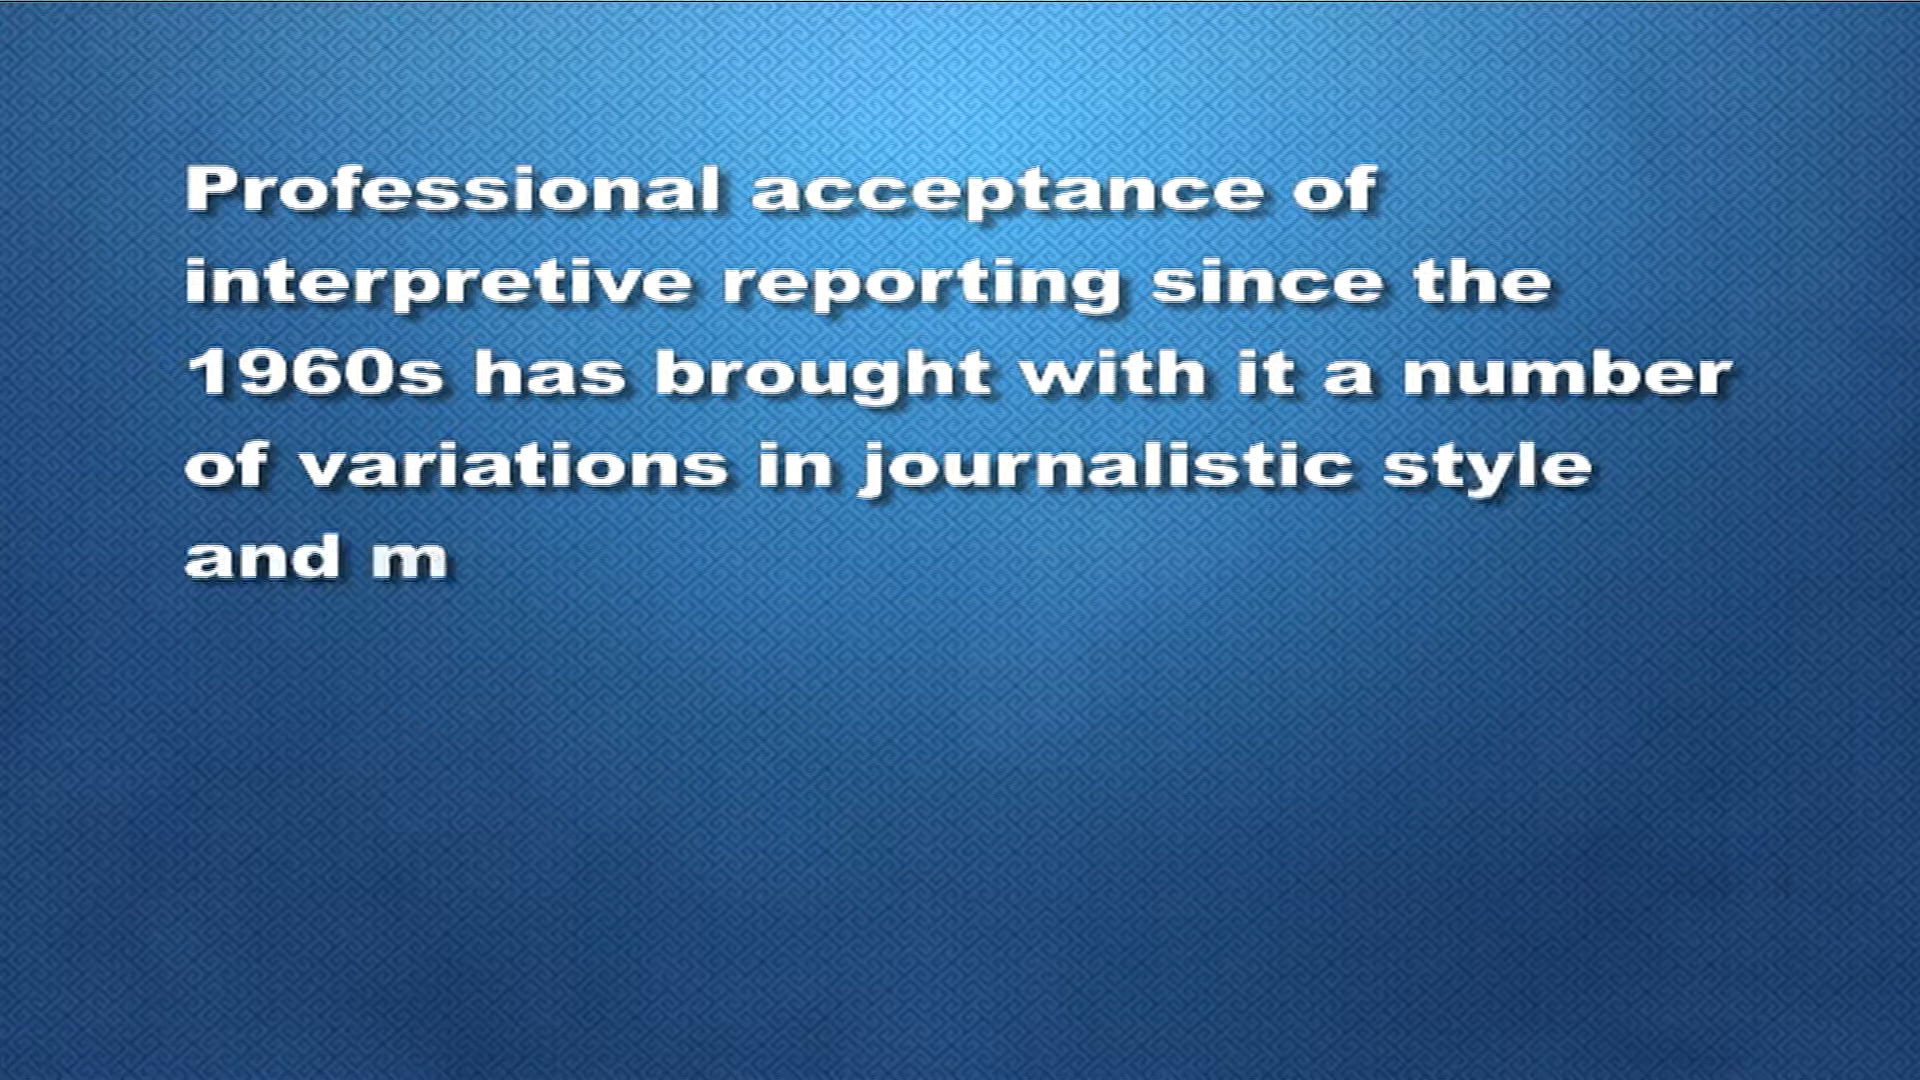 Professional acceptance of
interpretive reporting since the
1960s has brought with it a number
of variations in journalistic style
and m